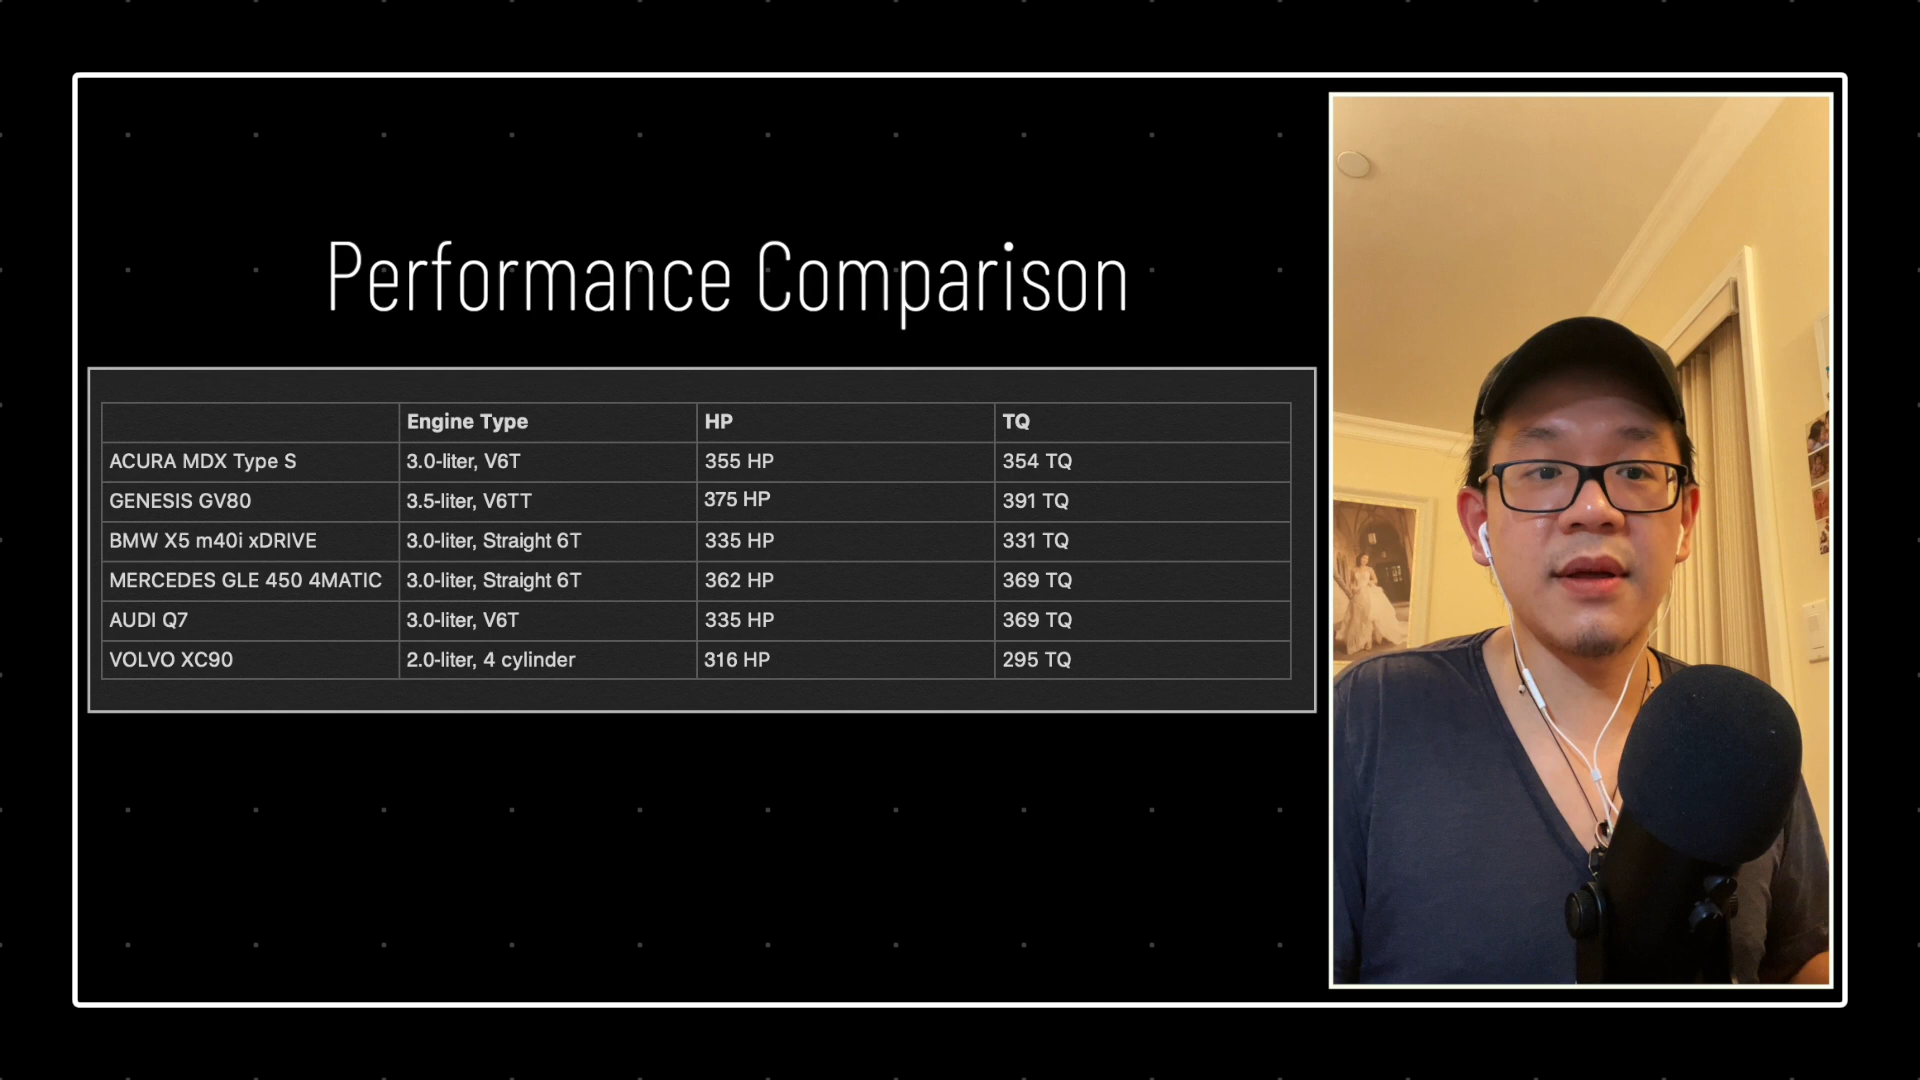 Performance Comparison
Engine Type HP TQ
ACURA MDX Type S 3.0-liter, V6T 355 HP 354 TQ
GENESIS GV80 3.5-liter, V6TT 375 HP 391 TQ
BMW X5 m40i xDRIVE 3.0-liter, Straight 6T 335 HP 331 TQ
MERCEDES GLE 450 4MATIC 3.0-liter, Straight 6T 362 HP 369 TQ
AUDI Q7 3.0-liter, V6T 335 HP 369 TQ
VOLVO XC90 2.0-liter, 4 cylinder 316 HP 295 TQ